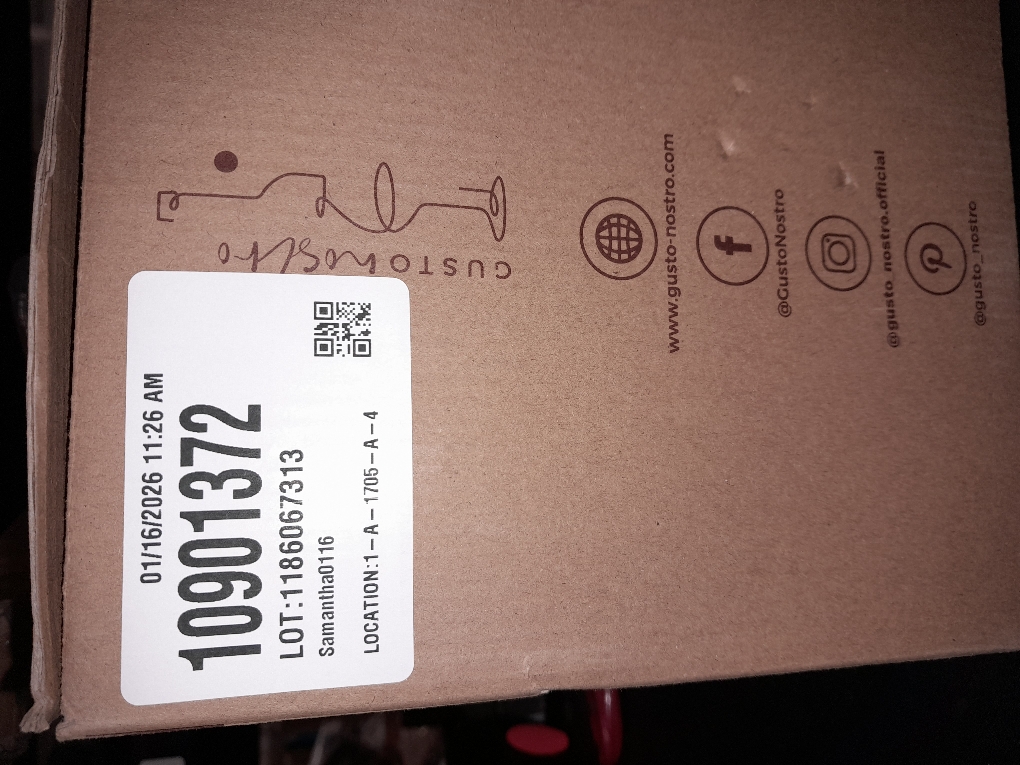 GUSTO nostro
01/16/2026 11:26 AM
10901372
LOT:1186067313
Samantha0116
LOCATION:1-A-1705-A-4
www.gusto-nostro.com
@GustoNostro
@gusto_nostro.official
@gusto_nostro